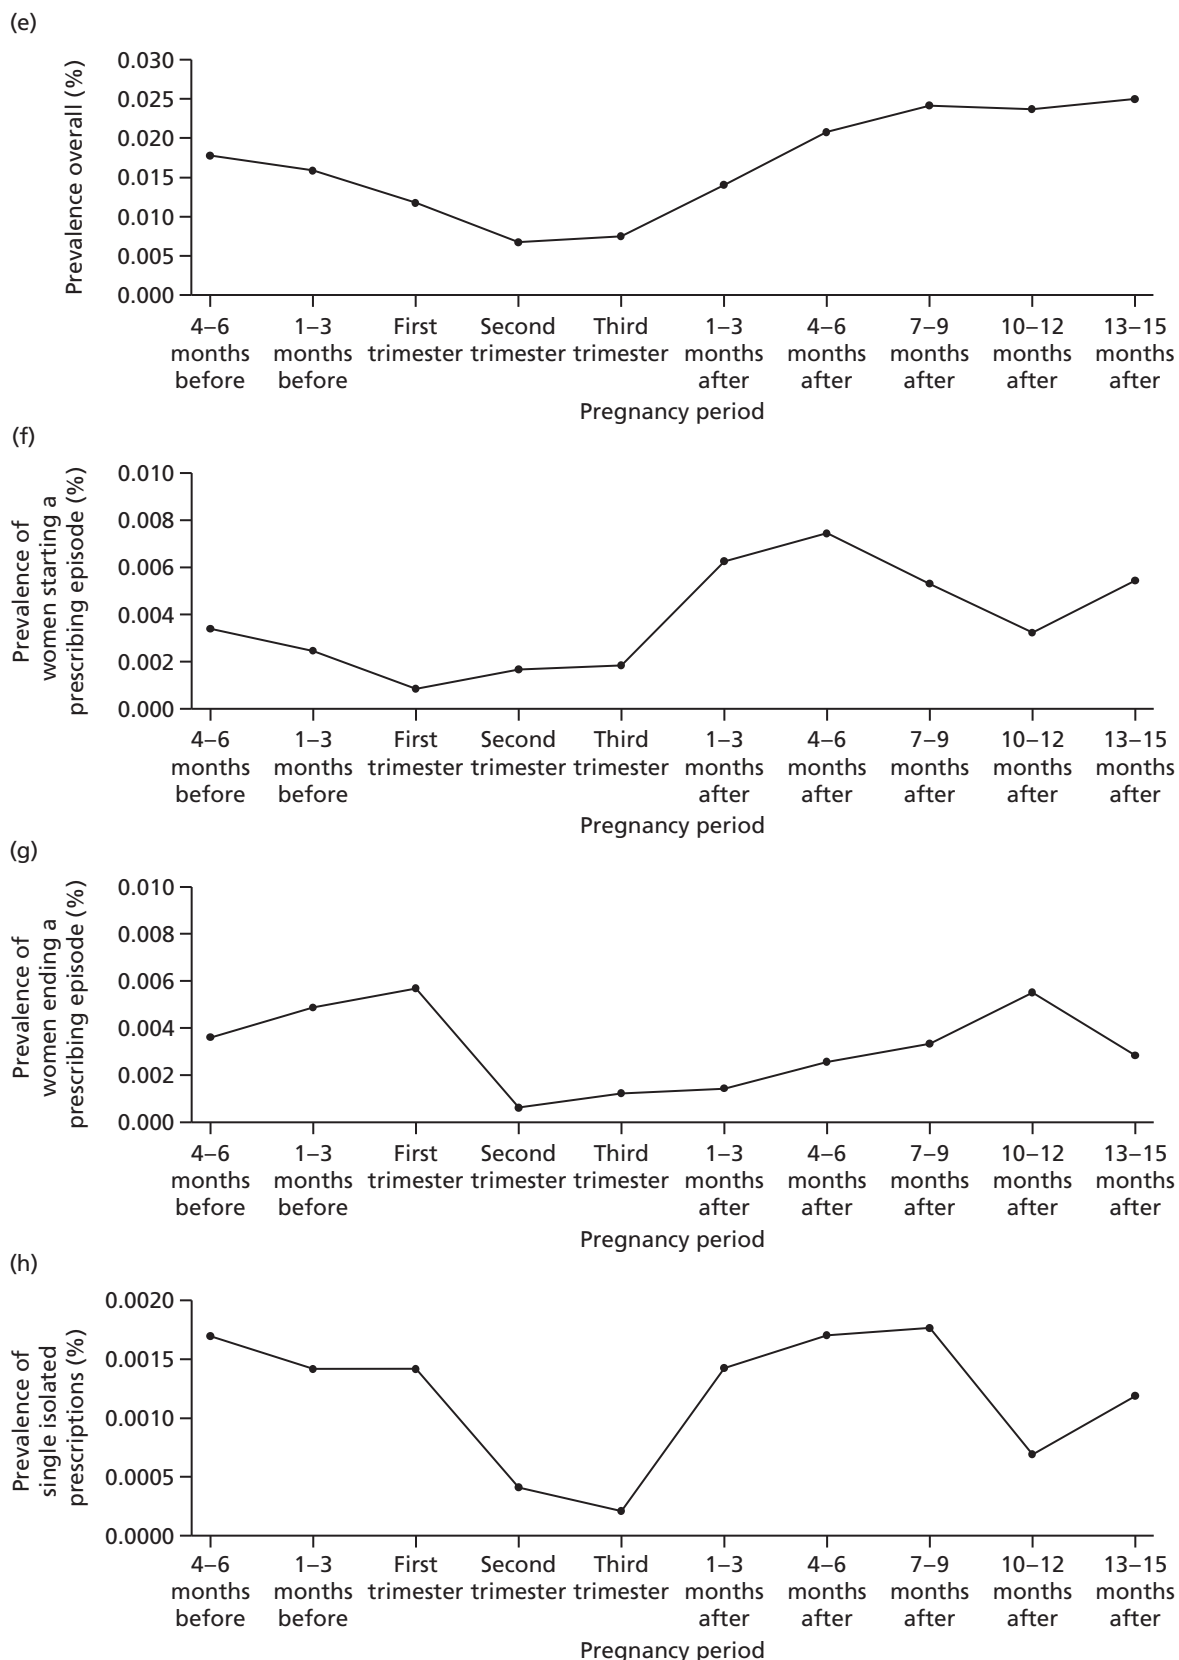 (e)
Prevalence overall (%)
0.030
0.025
0.020
0.015
0.010
0.005
0.000
4–6 1–3 First Second Third 1–3 4–6 7–9 10–12 13–15
months months trimester trimester trimester months months months months months
before before after after after after after
Pregnancy period
(f)
Prevalence of
women starting a
prescribing episode (%)
0.010
0.008
0.006
0.004
0.002
0.000
4–6 1–3 First Second Third 1–3 4–6 7–9 10–12 13–15
months months trimester trimester trimester months months months months months
before before after after after after after
Pregnancy period
(g)
Prevalence of
women ending a
prescribing episode (%)
0.010
0.008
0.006
0.004
0.002
0.000
4–6 1–3 First Second Third 1–3 4–6 7–9 10–12 13–15
months months trimester trimester trimester months months months months months
before before after after after after after
Pregnancy period
(h)
Prevalence of
single isolated
prescriptions (%)
0.0020
0.0015
0.0010
0.0005
0.0000
4–6 1–3 First Second Third 1–3 4–6 7–9 10–12 13–15
months months trimester trimester trimester months months months months months
before before after after after after after
Pregnancy period